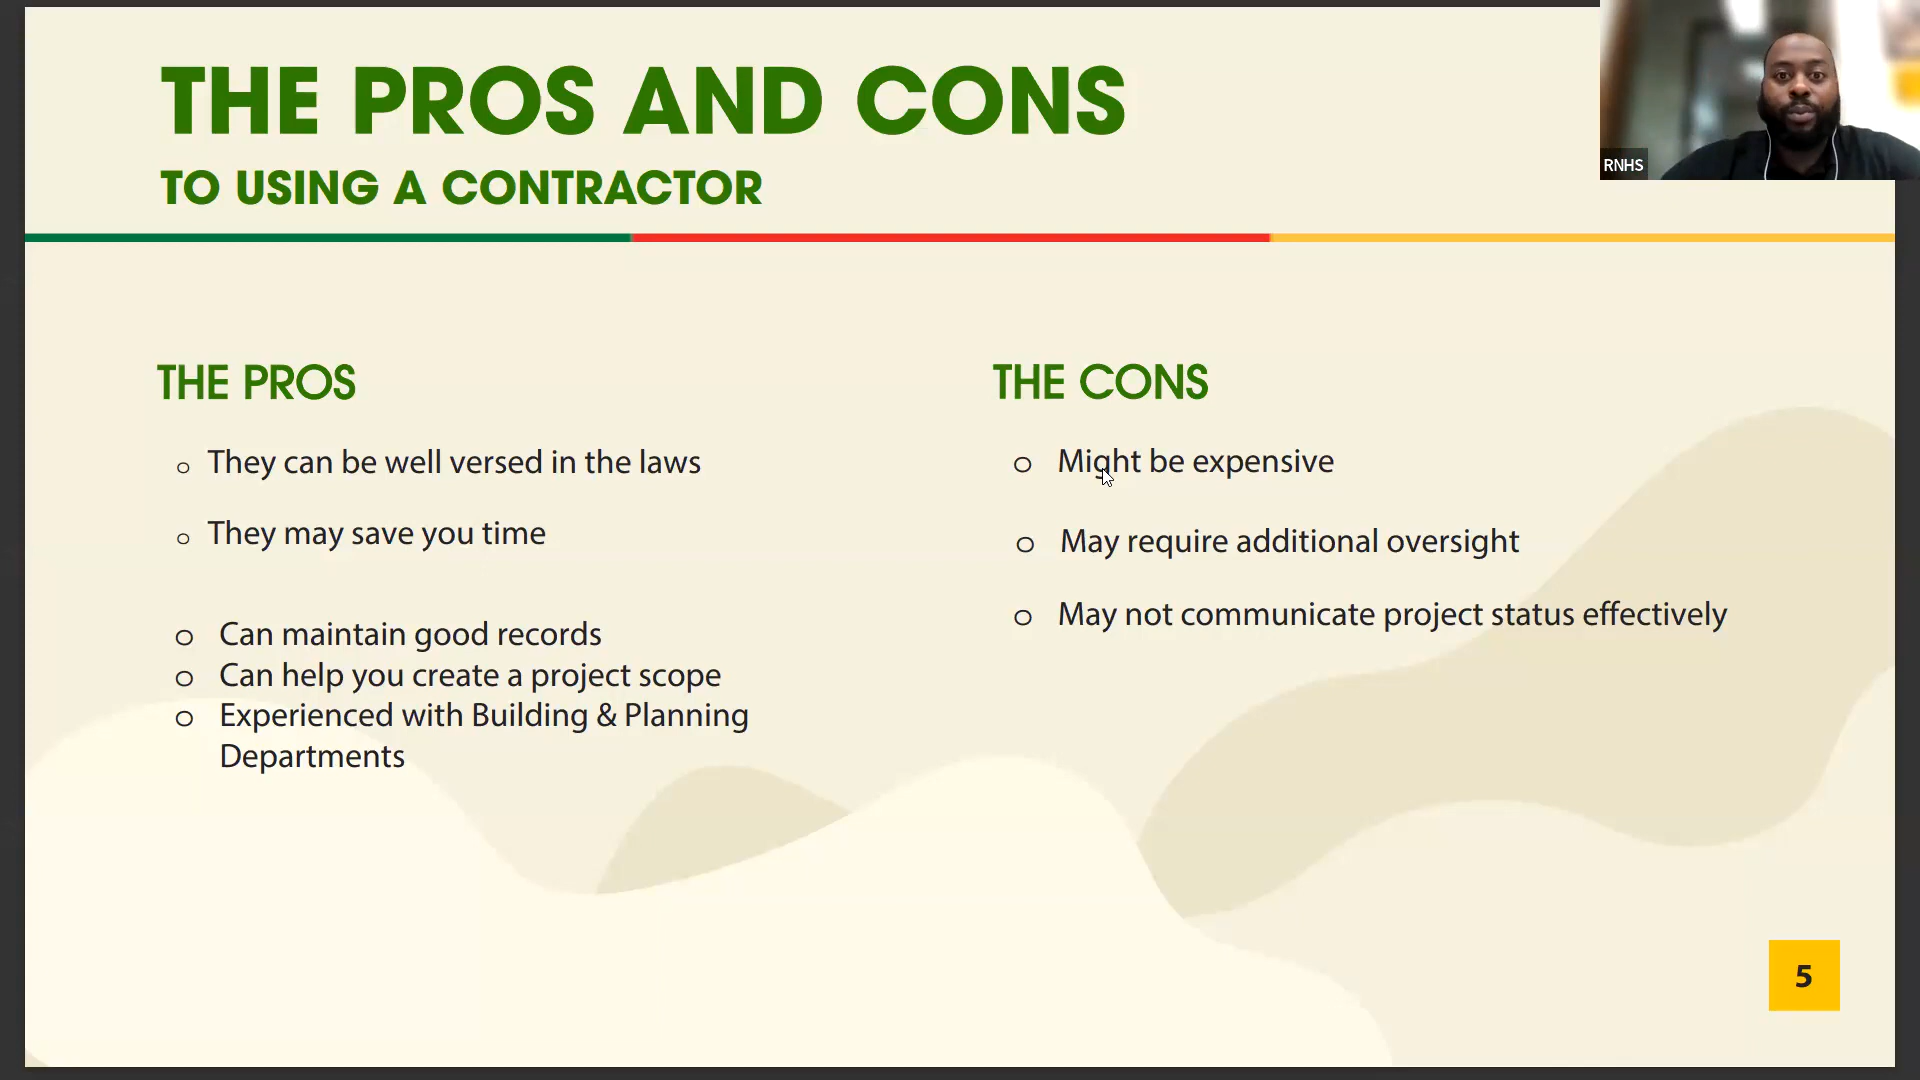 THE PROS AND CONS
TO USING A CONTRACTOR
RNHS
THE PROS
o They can be well versed in the laws
o They may save you time
o Can maintain good records
o Can help you create a project scope
o Experienced with Building & Planning
Departments
THE CONS
o Might be expensive
o May require additional oversight
o May not communicate project status effectively
5